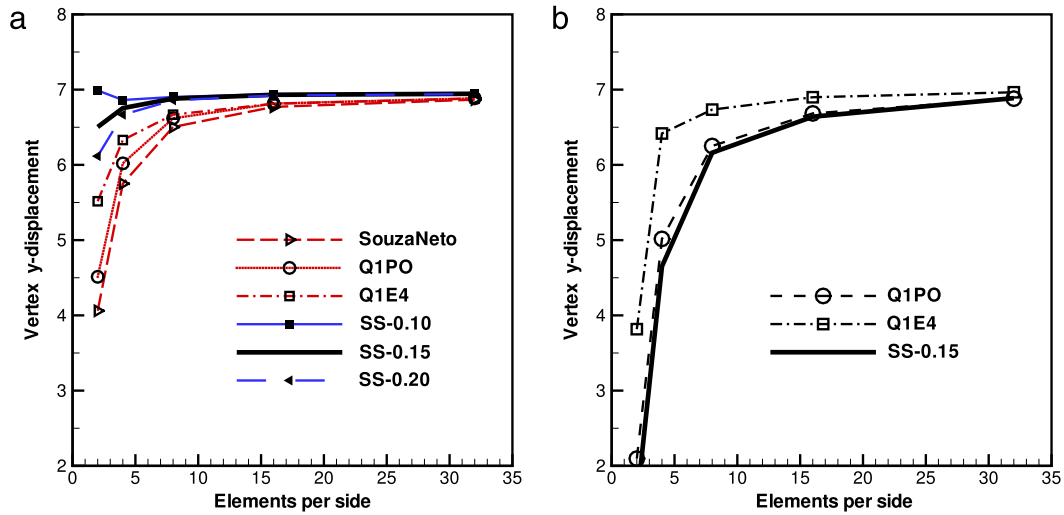 a
8
7
6
5
4
3
2
Vertex y-displacement
SouzaNeto
Q1PO
Q1E4
SS-0.10
SS-0.15
SS-0.20
0 5 10 15 20 25 30 35
Elements per side
b
8
7
6
5
4
3
2
Vertex y-displacement
Q1PO
Q1E4
SS-0.15
0 5 10 15 20 25 30 35
Elements per side